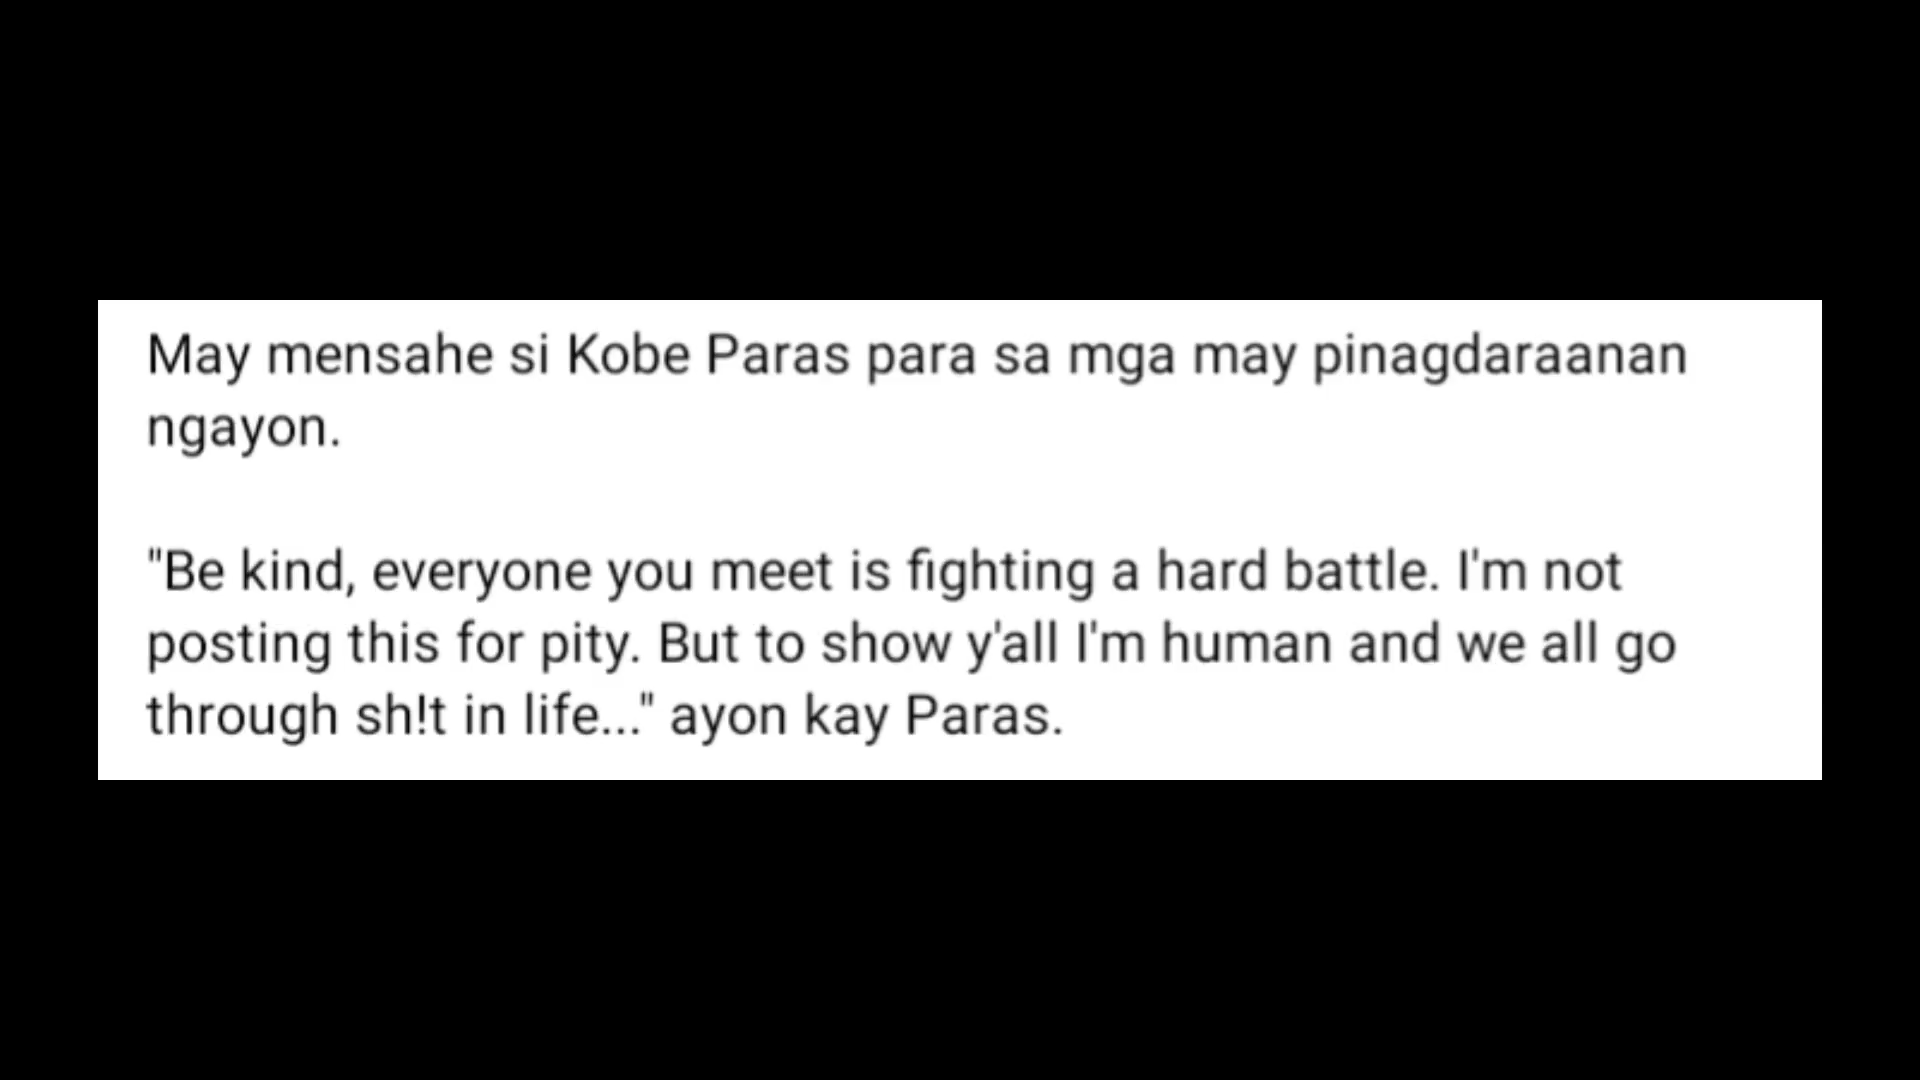 May mensahe si Kobe Paras para sa mga may pinagdaraanan
ngayon.
"Be kind, everyone you meet is fighting a hard battle. I'm not
posting this for pity. But to show y'all I'm human and we all go
through sh!t in life..." ayon kay Paras.